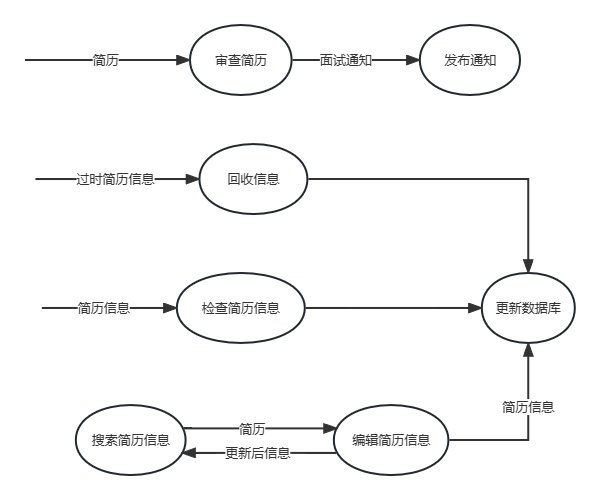 简历
审查简历
面试通知
发布通知
过时简历信息
回收信息
简历信息
检查简历信息
更新数据库
简历信息
搜索简历信息
简历
更新后信息
编辑简历信息